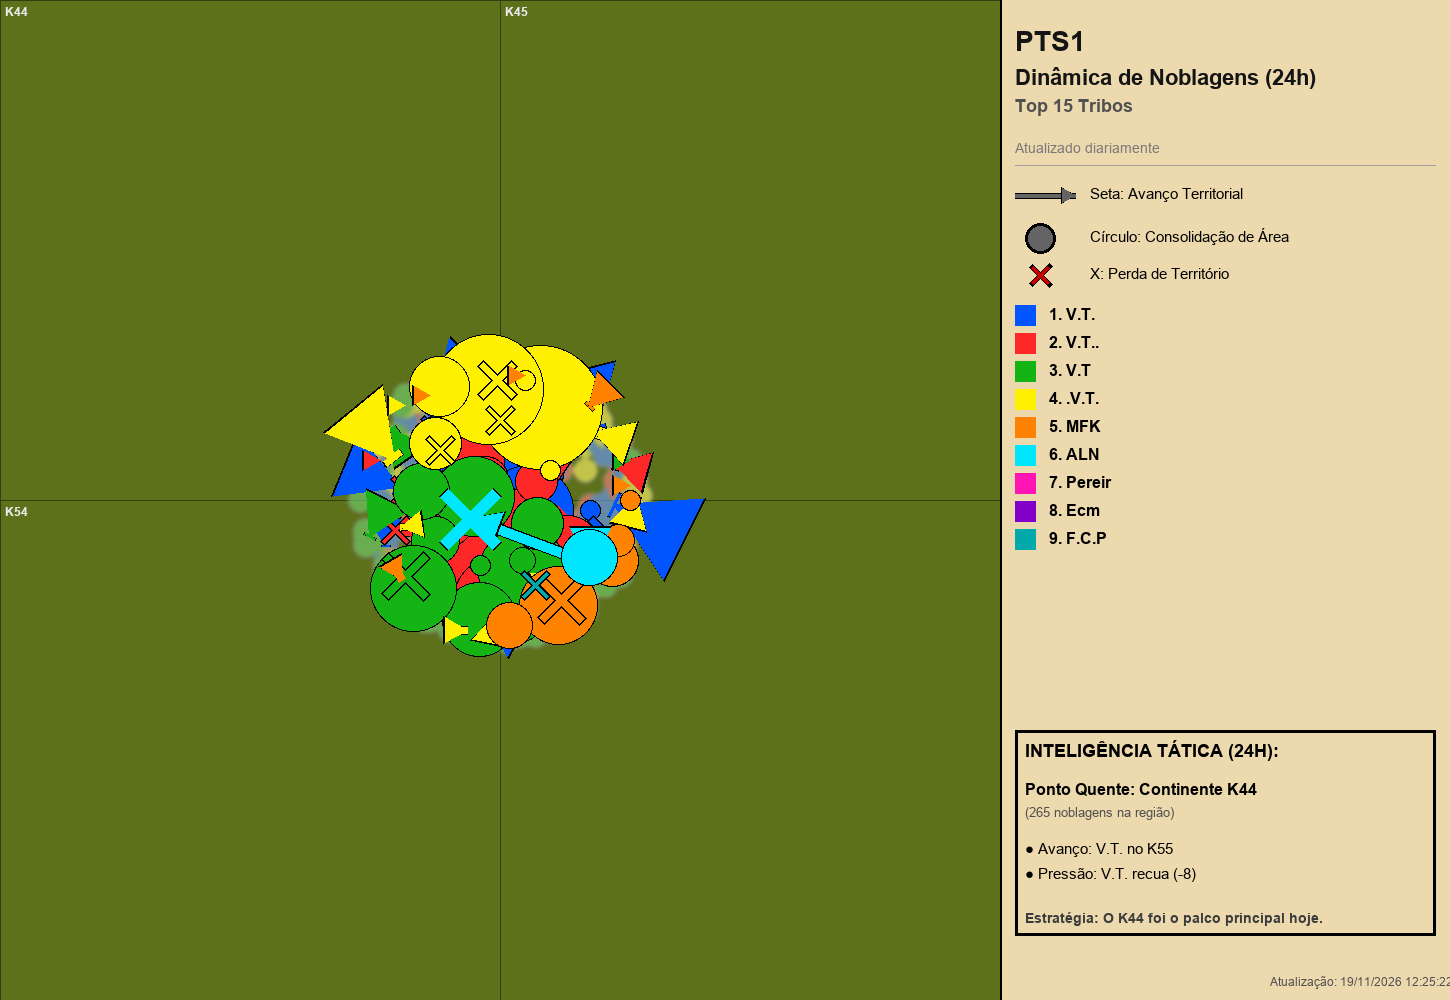 K44
K45
K54
PTS1
Dinâmica de Noblagens (24h)
Top 15 Tribos
Atualizado diariamente
Seta: Avanço Territorial
Círculo: Consolidação de Área
X: Perda de Território
1. V.T.
2. V.T..
3. V.T
4. .V.T.
5. MFK
6. ALN
7. Pereir
8. Ecm
9. F.C.P
INTELIGÊNCIA TÁTICA (24H):
Ponto Quente: Continente K44
(265 noblagens na região)
● Avanço: V.T. no K55
● Pressão: V.T. recua (-8)
Estratégia: O K44 foi o palco principal hoje.
Atualização: 19/11/2026 12:25:22